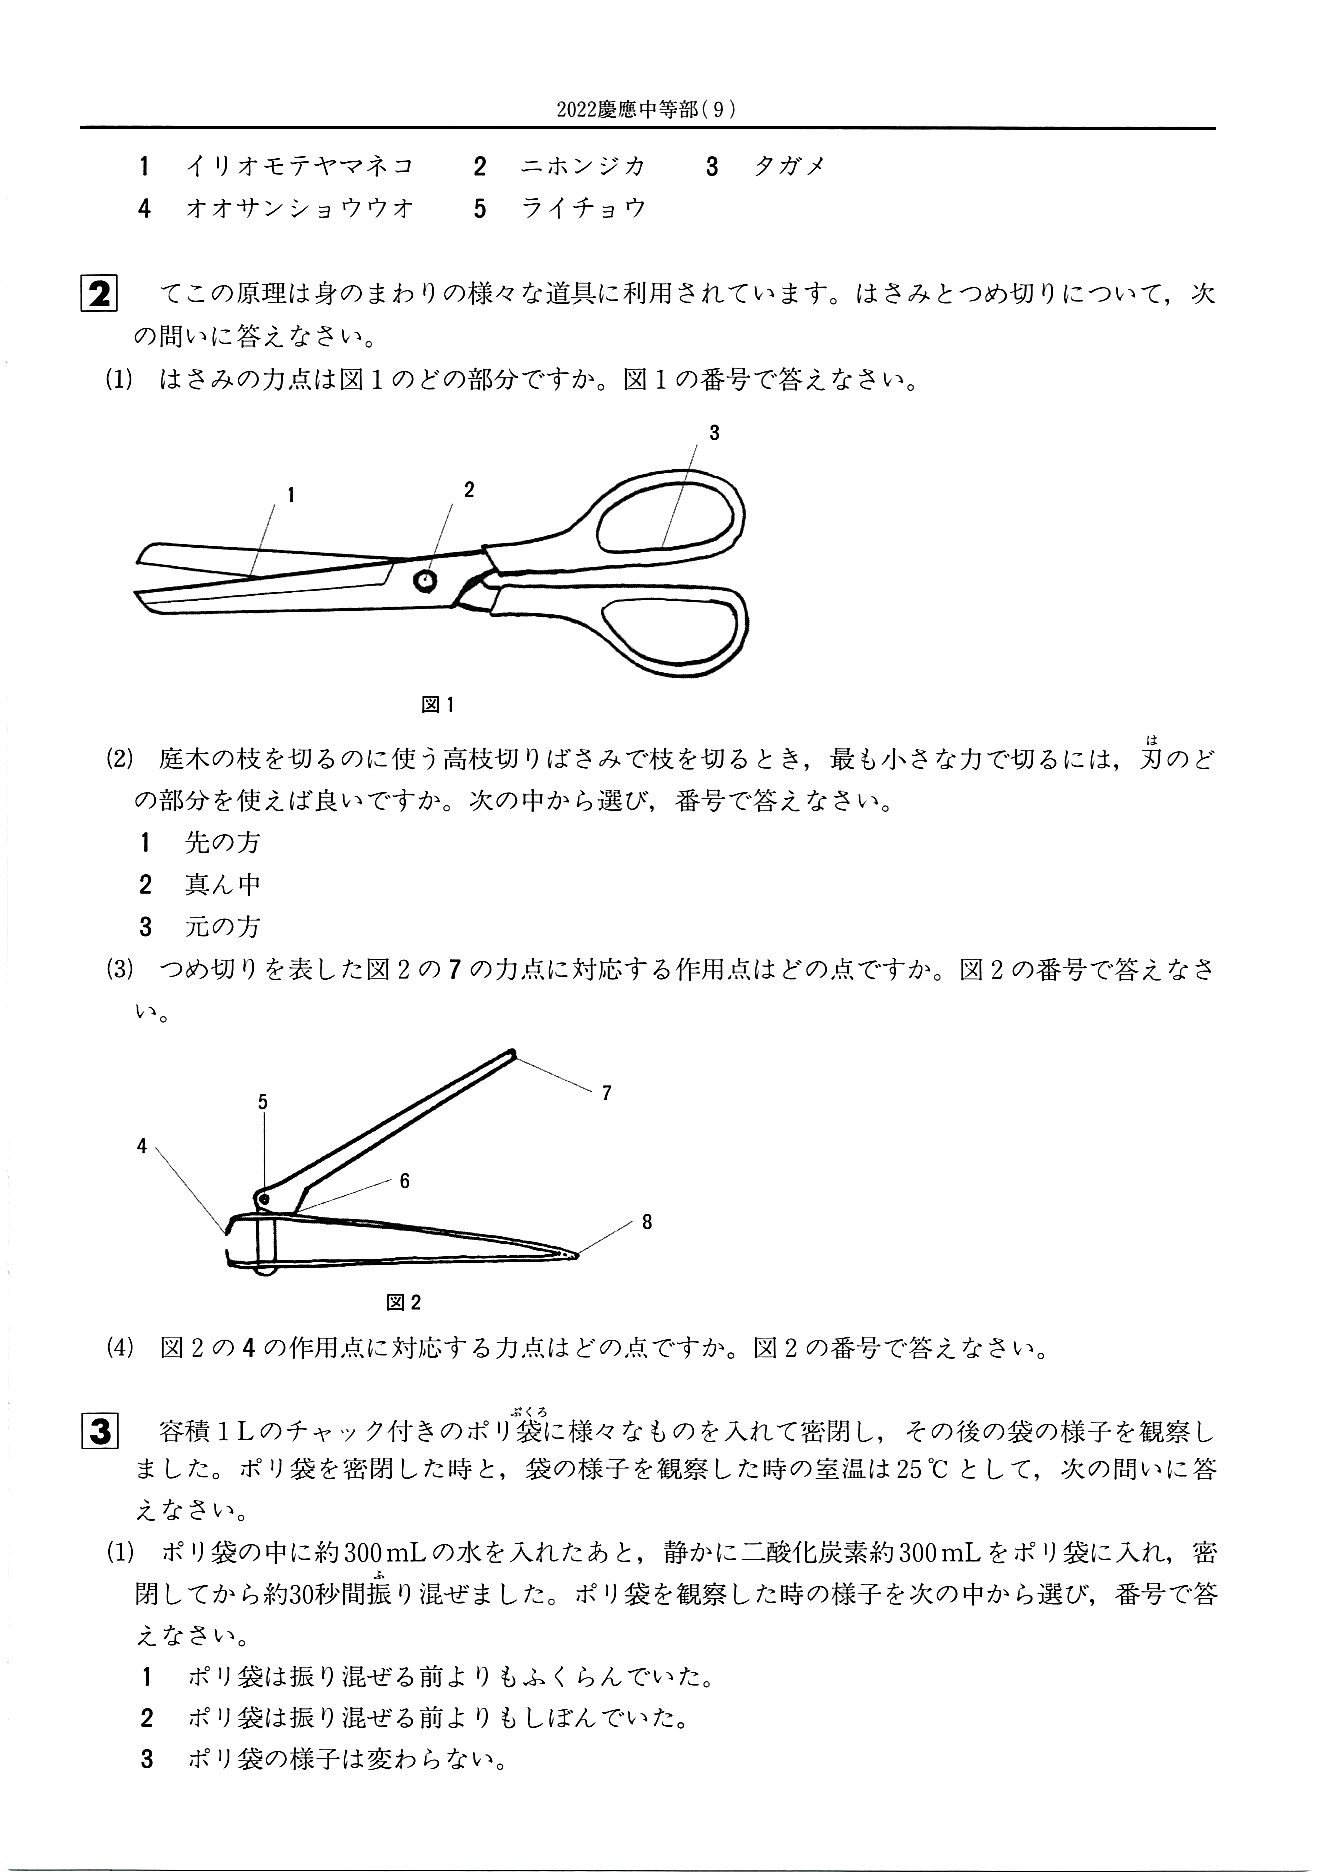 2022慶應中等部(9)
1 イリオモテヤマネコ 2 ニホンジカ 3 タガメ
4 オオサンショウウオ 5 ライチョウ
2 てこの原理は身のまわりの様々な道具に利用されています。はさみとつめ切りについて，次
の問いに答えなさい。
(1) はさみの力点は図1のどの部分ですか。図1の番号で答えなさい。
3
1
2
図1
は
(2) 庭木の枝を切るのに使う高枝切りばさみで枝を切るとき，最も小さな力で切るには，刃のど
の部分を使えば良いですか。次の中から選び，番号で答えなさい。
1 先の方
2 真ん中
3 元の方
(3) つめ切りを表した図2の7の力点に対応する作用点はどの点ですか。図2の番号で答えなさ
い。
7
5
4
6
8
図2
(4) 図2の4の作用点に対応する力点はどの点ですか。図2の番号で答えなさい。
ぶくろ
3 容積1Lのチャック付きのポリ袋に様々なものを入れて密閉し，その後の袋の様子を観察し
ました。ポリ袋を密閉した時と，袋の様子を観察した時の室温は25℃として，次の問いに答
えなさい。
(1) ポリ袋の中に約300mLの水を入れたあと，静かに二酸化炭素約300mLをポリ袋に入れ，密
ふ
閉してから約30秒間振り混ぜました。ポリ袋を観察した時の様子を次の中から選び，番号で答
えなさい。
1 ポリ袋は振り混ぜる前よりもふくらんでいた。
2 ポリ袋は振り混ぜる前よりもしぼんでいた。
3 ポリ袋の様子は変わらない。